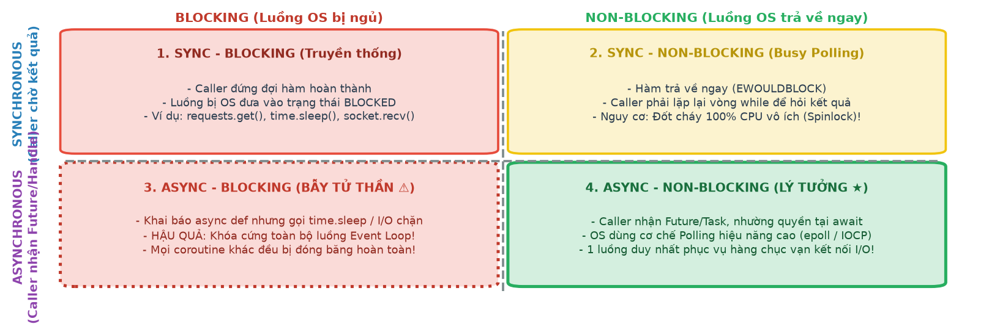 BLOCKING (Luồng OS bị ngủ)
NON-BLOCKING (Luồng OS trả về ngay)
SYNCHRONOUS
(Caller chờ kết quả)
1. SYNC - BLOCKING (Truyền thống)
- Caller đứng đợi hàm hoàn thành
- Luồng bị OS đưa vào trạng thái BLOCKED
- Ví dụ: requests.get(), time.sleep(), socket.recv()
2. SYNC - NON-BLOCKING (Busy Polling)
- Hàm trả về ngay (EWOULDBLOCK)
- Caller phải lặp lại vòng while để hỏi kết quả
- Nguy cơ: Đốt cháy 100% CPU vô ích (Spinlock)!
ASYNCHRONOUS
(Caller nhận Future/Handle)
3. ASYNC - BLOCKING (BẪY TỬ THẦN ⚠)
- Khai báo async def nhưng gọi time.sleep / I/O chặn
- HẬU QUẢ: Khóa cứng toàn bộ luồng Event Loop!
- Mọi coroutine khác đều bị đóng băng hoàn toàn!
4. ASYNC - NON-BLOCKING (LÝ TƯỞNG ★)
- Caller nhận Future/Task, nhường quyền tại await
- OS dùng cơ chế Polling hiệu năng cao (epoll / IOCP)
- 1 luồng duy nhất phục vụ hàng chục vạn kết nối I/O!